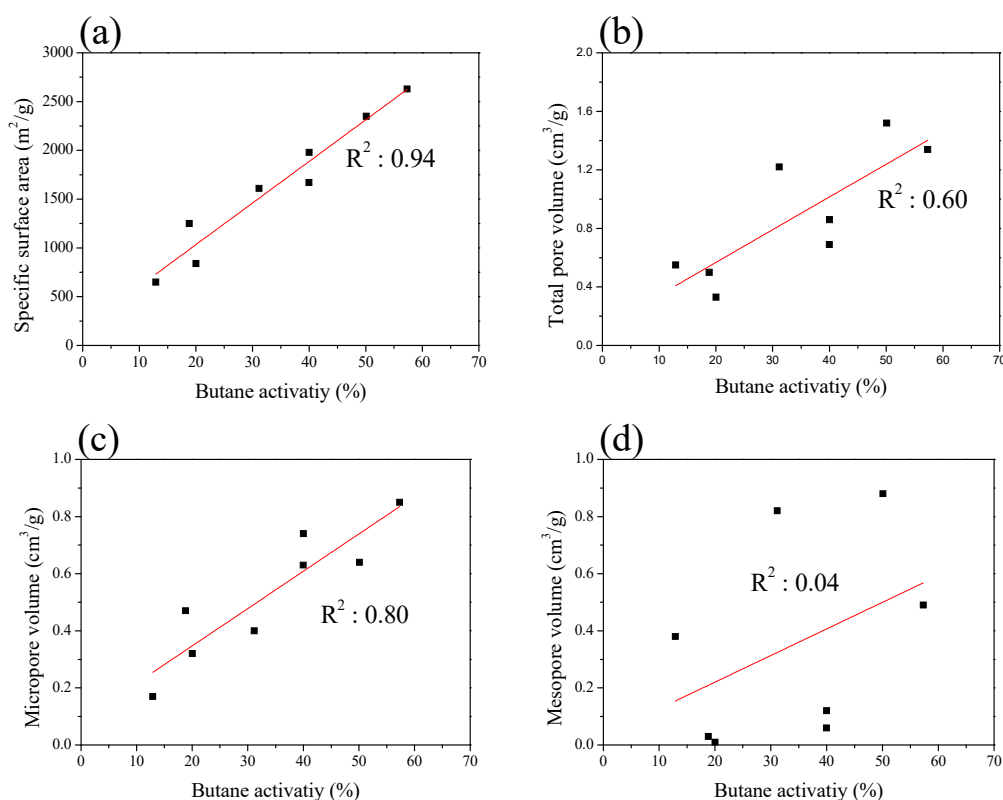 (a)
Specific surface area (m²/g)
3000
2500
2000
1500
1000
500
0
R² : 0.94
0 10 20 30 40 50 60 70
Butane activatiy (%)
(b)
Total pore volume (cm³/g)
2.0
1.6
1.2
0.8
0.4
0.0
R² : 0.60
0 10 20 30 40 50 60 70
Butane activatiy (%)
(c)
Micropore volume (cm³/g)
1.0
0.8
0.6
0.4
0.2
0.0
R² : 0.80
0 10 20 30 40 50 60 70
Butane activatiy (%)
(d)
Mesopore volume (cm³/g)
1.0
0.8
0.6
0.4
0.2
0.0
R² : 0.04
0 10 20 30 40 50 60 70
Butane activatiy (%)